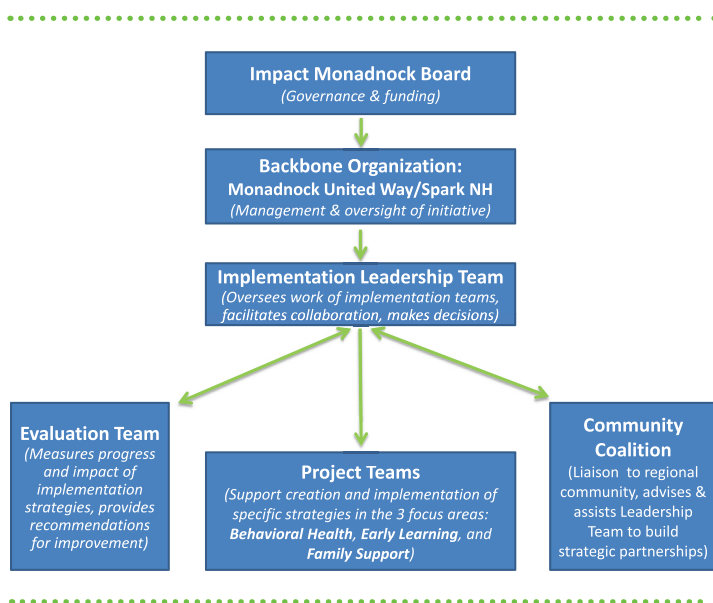 Impact Monadnock Board
(Governance & funding)
Backbone Organization:
Monadnock United Way/Spark NH
(Management & oversight of initiative)
Implementation Leadership Team
(Oversees work of implementation teams,
facilitates collaboration, makes decisions)
Evaluation Team
(Measures progress
and impact of
implementation
strategies, provides
recommendations
for improvement)
Project Teams
(Support creation and implementation of
specific strategies in the 3 focus areas:
Behavioral Health, Early Learning, and
Family Support)
Community
Coalition
(Liaison to regional
community, advises &
assists Leadership
Team to build
strategic partnerships)